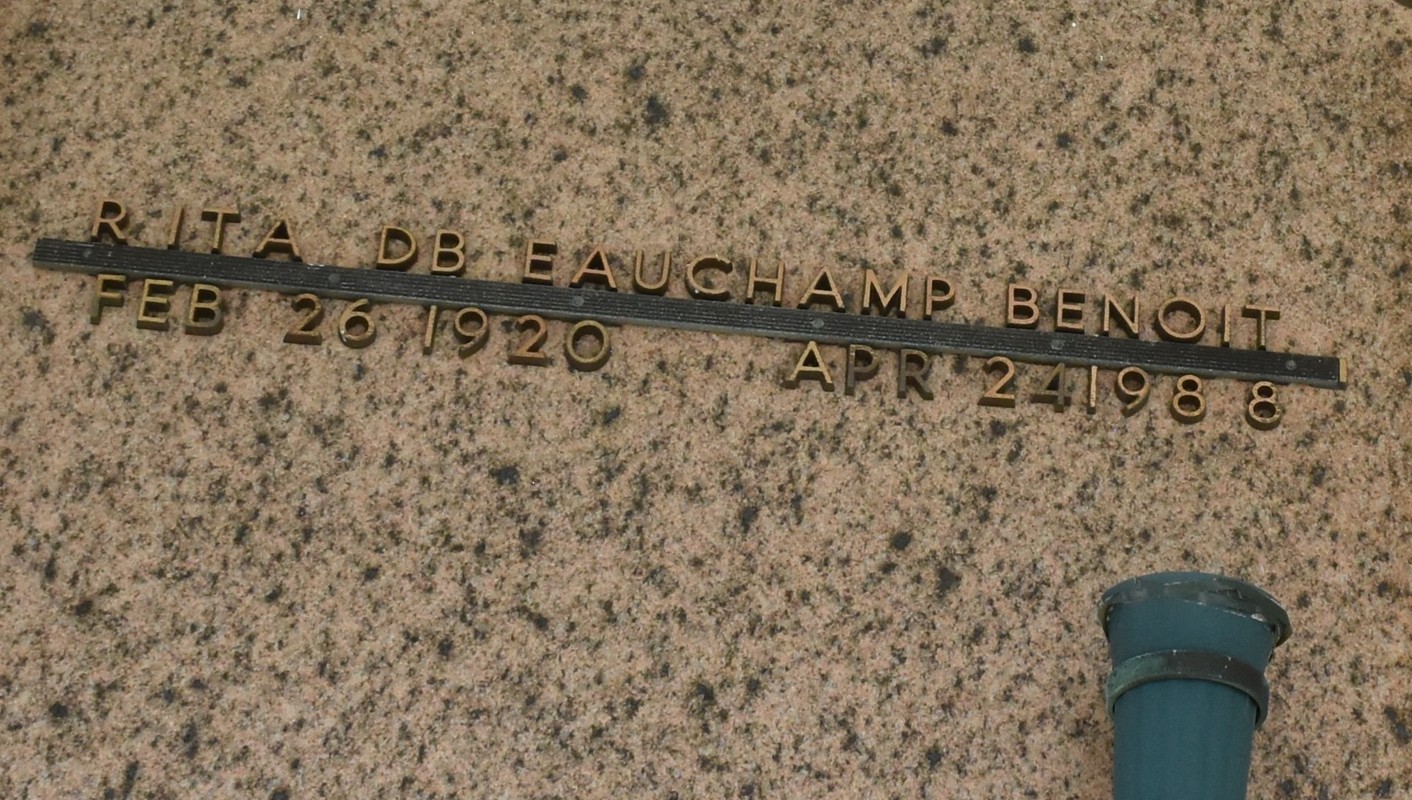 RITA DB EAUCHAMP BENOIT
FEB 26 1920 APR 24 1988